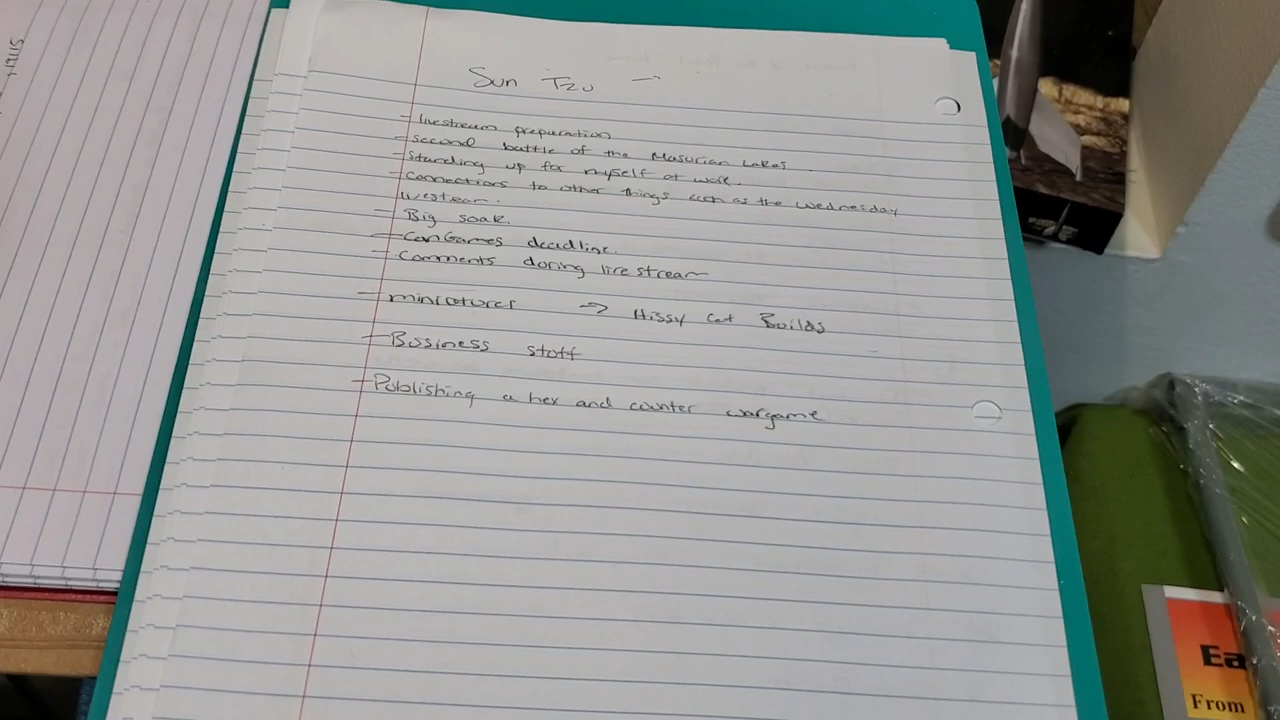 Sun Tzu →
- livestream preparation
- second battle of the Masurian Lakes
- Standing up for myself at work.
- connections to other things such as the Wednesday
livestream.
- Big soak.
- CanGames deadline.
- Comments during livestream
- miniatures → Hissy Cat Builds
- Business stuff
- Publishing a hex and counter wargame
Ea
From